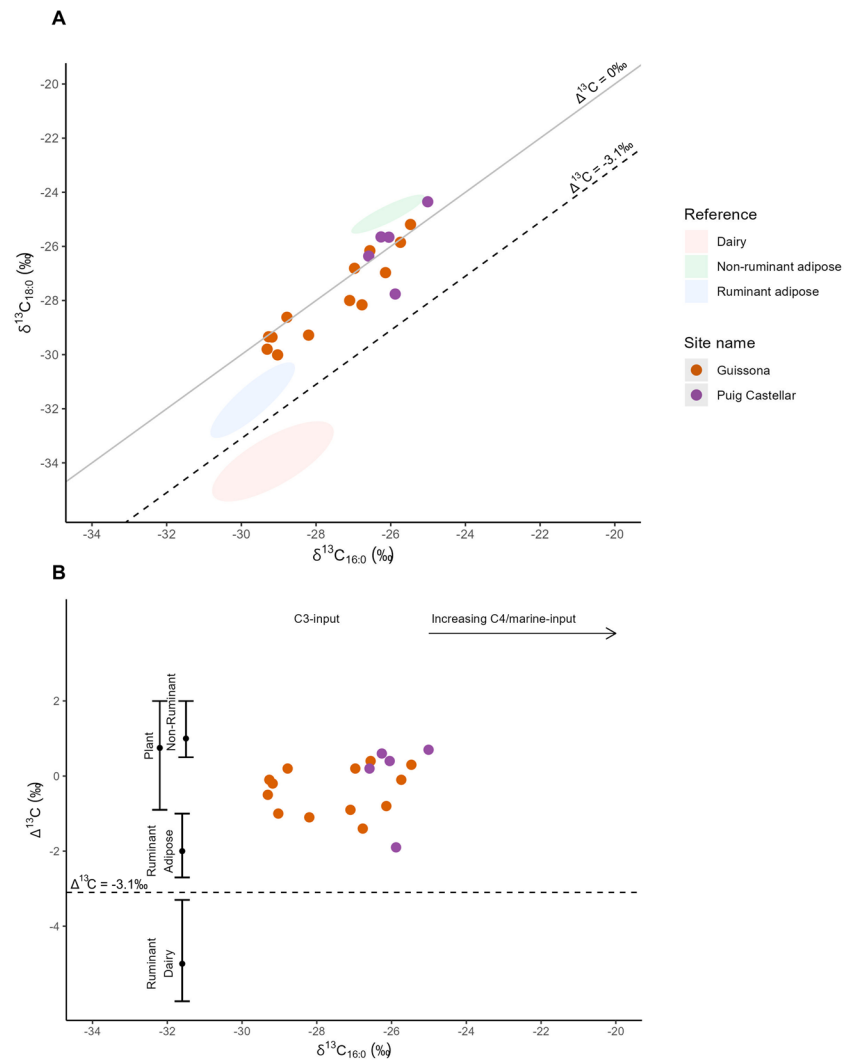 A
-20
-22
-24
-26
-28
-30
-32
-34
δ¹³C₁₈:₀ (‰)
Δ¹³C = 0‰
Δ¹³C = -3.1‰
-34
-32
-30
-28
-26
-24
-22
-20
δ¹³C₁₆:₀ (‰)
Reference
Dairy
Non-ruminant adipose
Ruminant adipose
Site name
Guissona
Puig Castellar
B
C3-input
Increasing C4/marine-input
2
0
-2
-4
Δ¹³C (‰)
Plant
Non-Ruminant
Ruminant
Adipose
Δ¹³C = -3.1‰
Ruminant
Dairy
-34
-32
-30
-28
-26
-24
-22
-20
δ¹³C₁₆:₀ (‰)